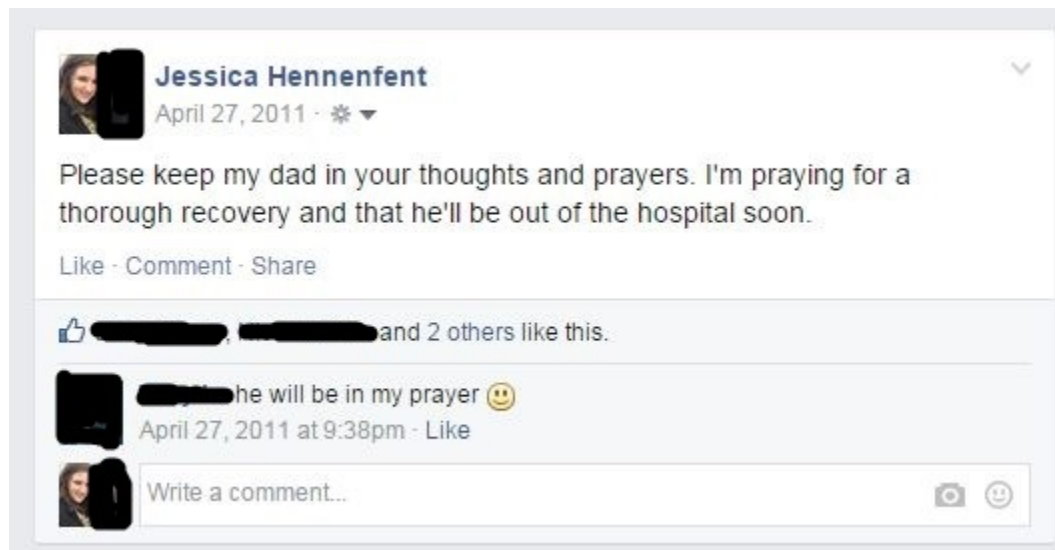 Jessica Hennenfent
April 27, 2011 ·
Please keep my dad in your thoughts and prayers. I'm praying for a
thorough recovery and that he'll be out of the hospital soon.
Like · Comment · Share
, and 2 others like this.
he will be in my prayer
April 27, 2011 at 9:38pm · Like
Write a comment...